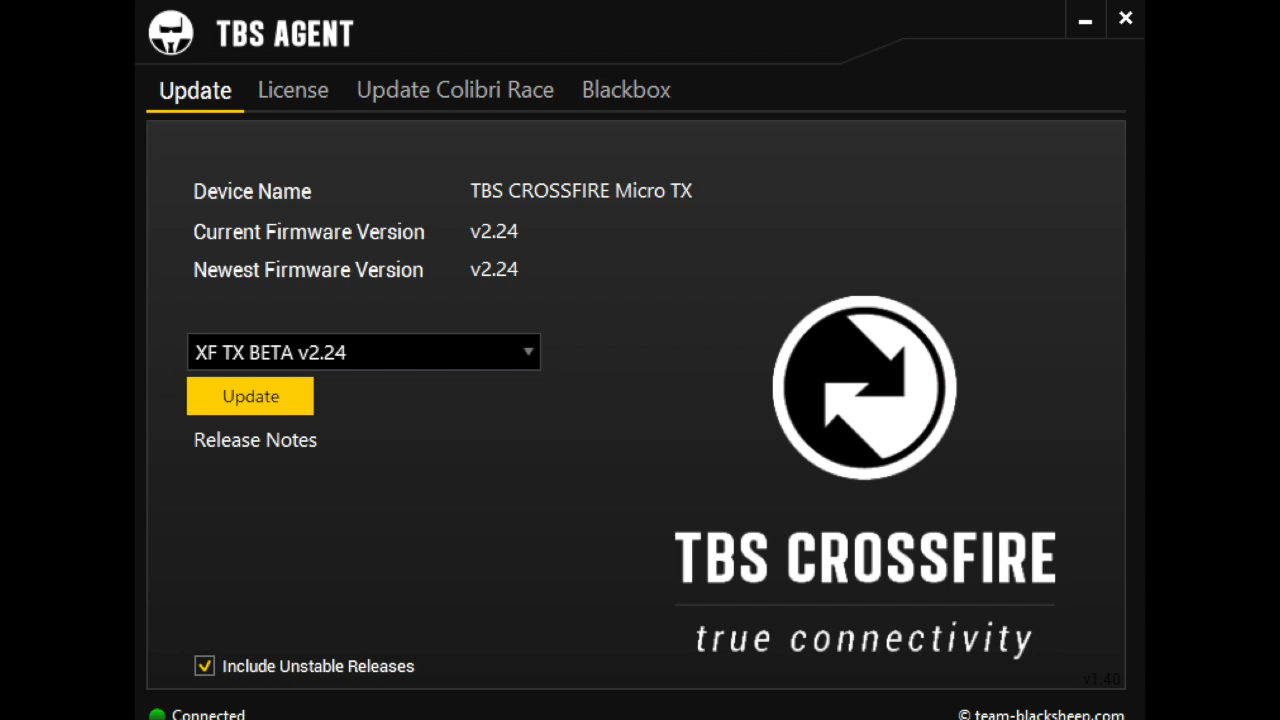 TBS AGENT
Update License Update Colibri Race Blackbox
Device Name TBS CROSSFIRE Micro TX
Current Firmware Version v2.24
Newest Firmware Version v2.24
XF TX BETA v2.24
Update
Release Notes
TBS CROSSFIRE
true connectivity
Include Unstable Releases
v1.40
Connected © team-blacksheep.com